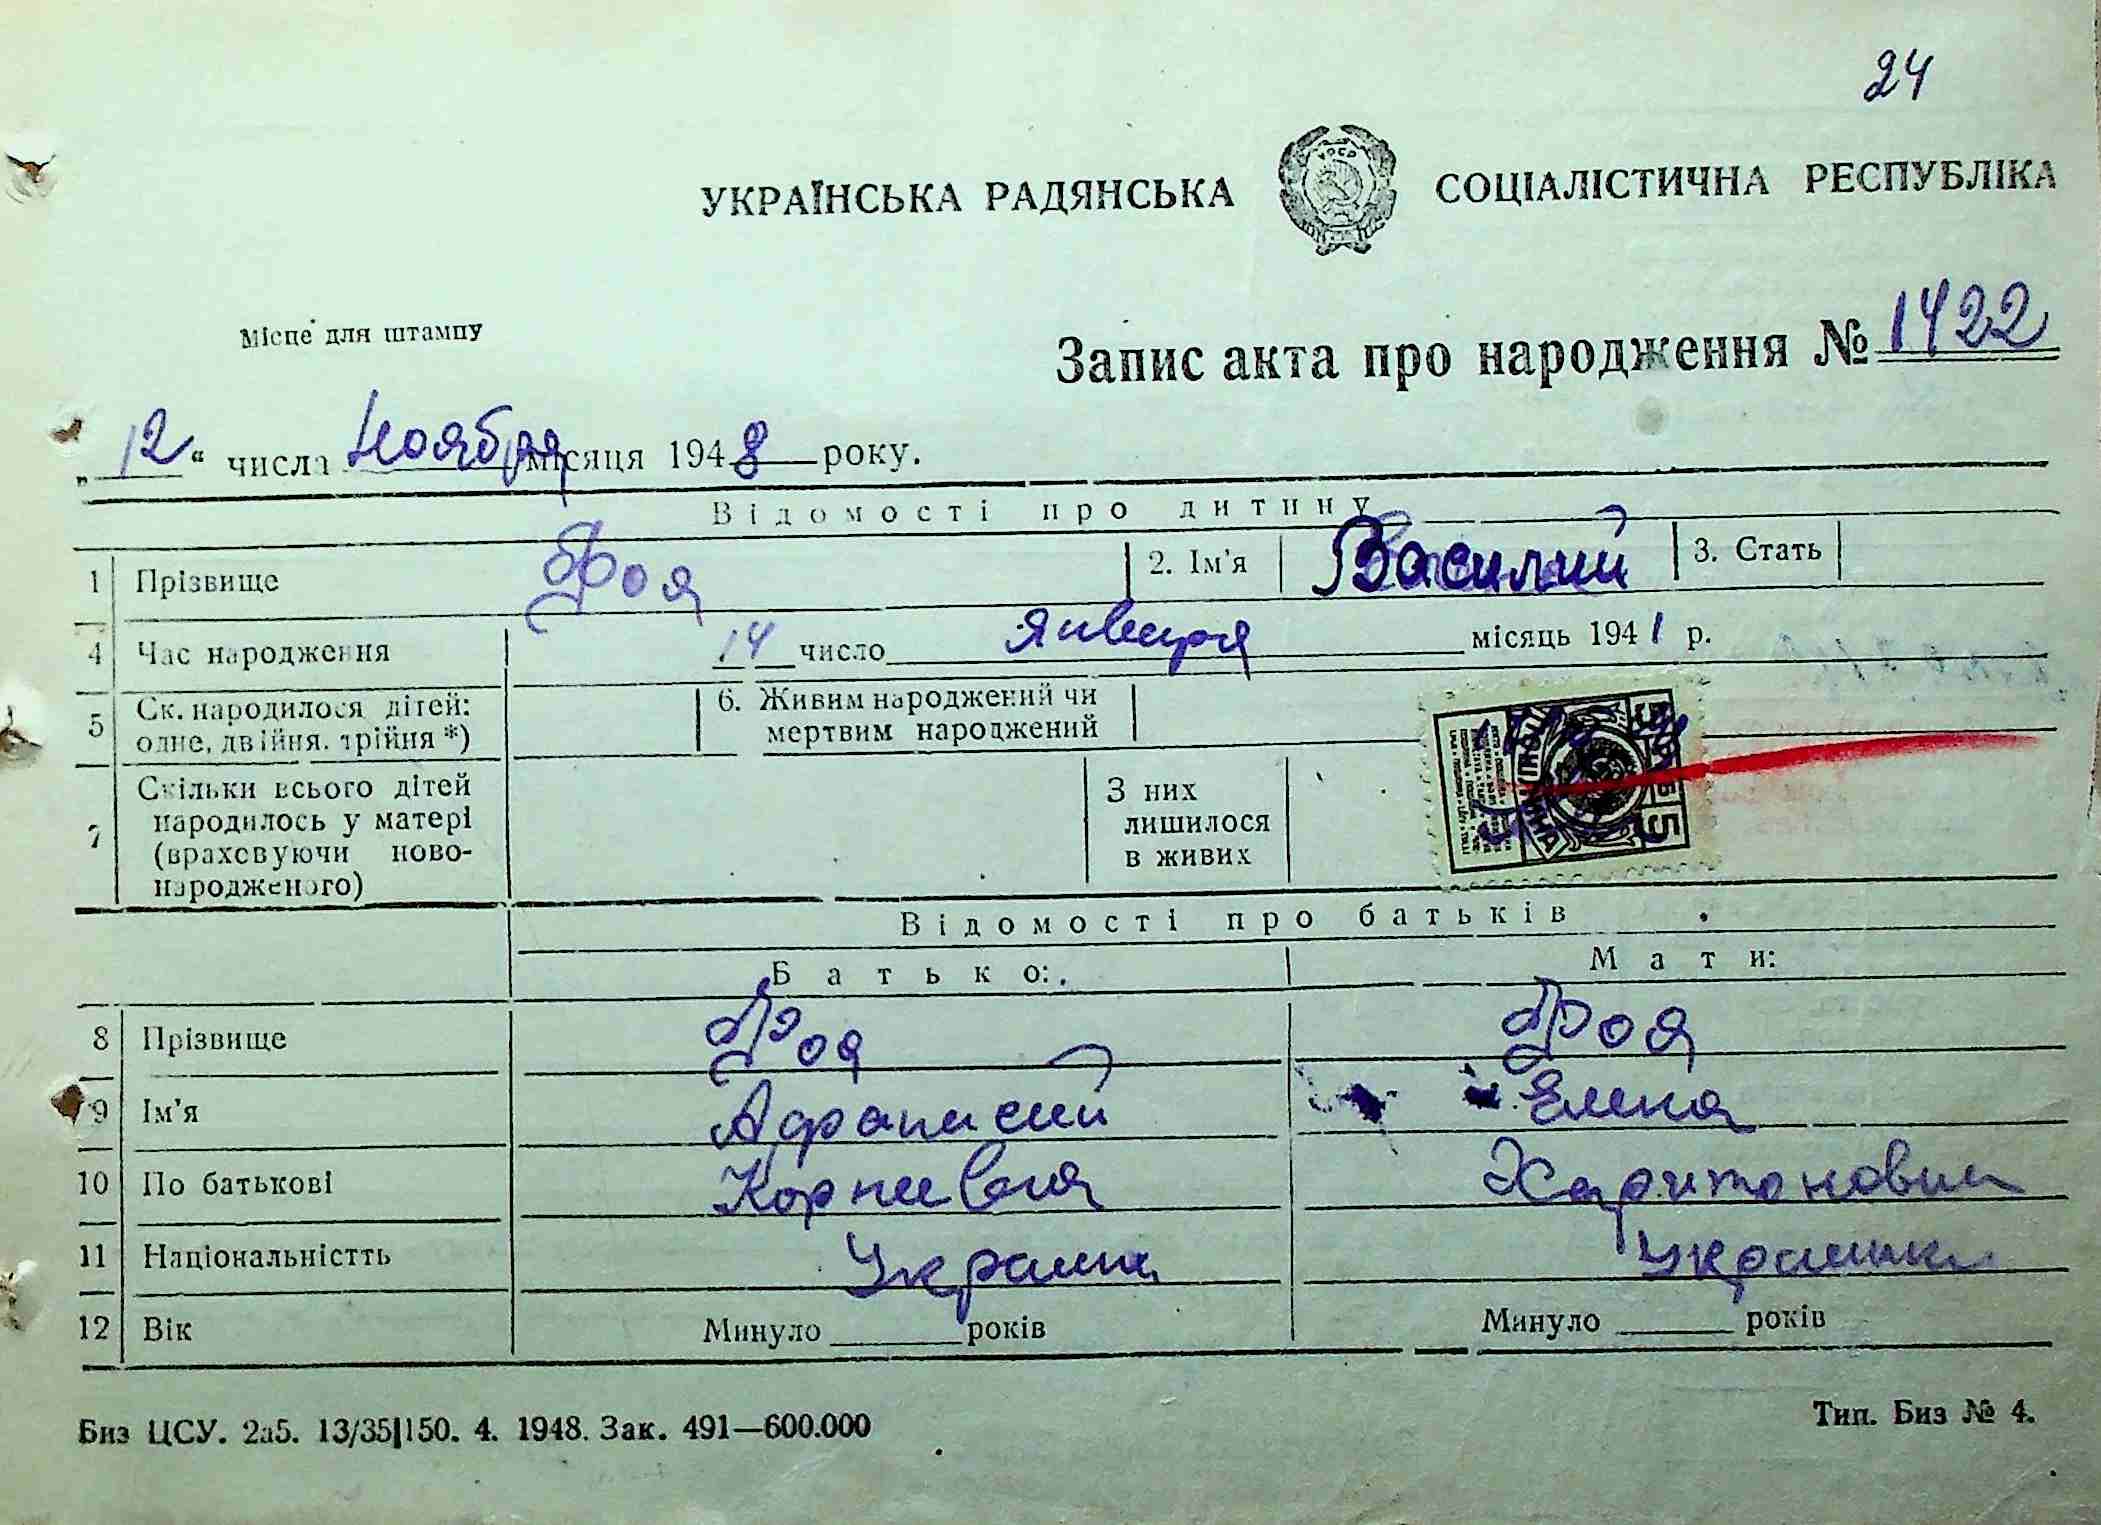 24
УКРАЇНСЬКА РАДЯНСЬКА СОЦІАЛІСТИЧНА РЕСПУБЛІКА
Місце для штампу
Запис акта про народження № 1422
„12“ числа Ноября місяця 1948 року.
Відомості про дитину
1 Прізвище Фоя 2. Ім'я Василий 3. Стать
4 Час народження 14 число января місяць 1941 р.
5 Ск. народилося дітей: одне, двійня, трійня *) 6. Живим народжений чи мертвим народжений
7 Скільки всього дітей народилось у матері (враховуючи новонародженого) З них лишилося в живих
Відомості про батьків
Батько: Мати:
8 Прізвище Фоя Фоя
9 Ім'я Афанасий Елена
10 По батькові Харитонович
11 Національністть Украинц Украинка
12 Вік Минуло років Минуло років
Биз ЦСУ. 2а5. 13/35|150. 4. 1948. Зак. 491—600.000 Тип. Биз № 4.